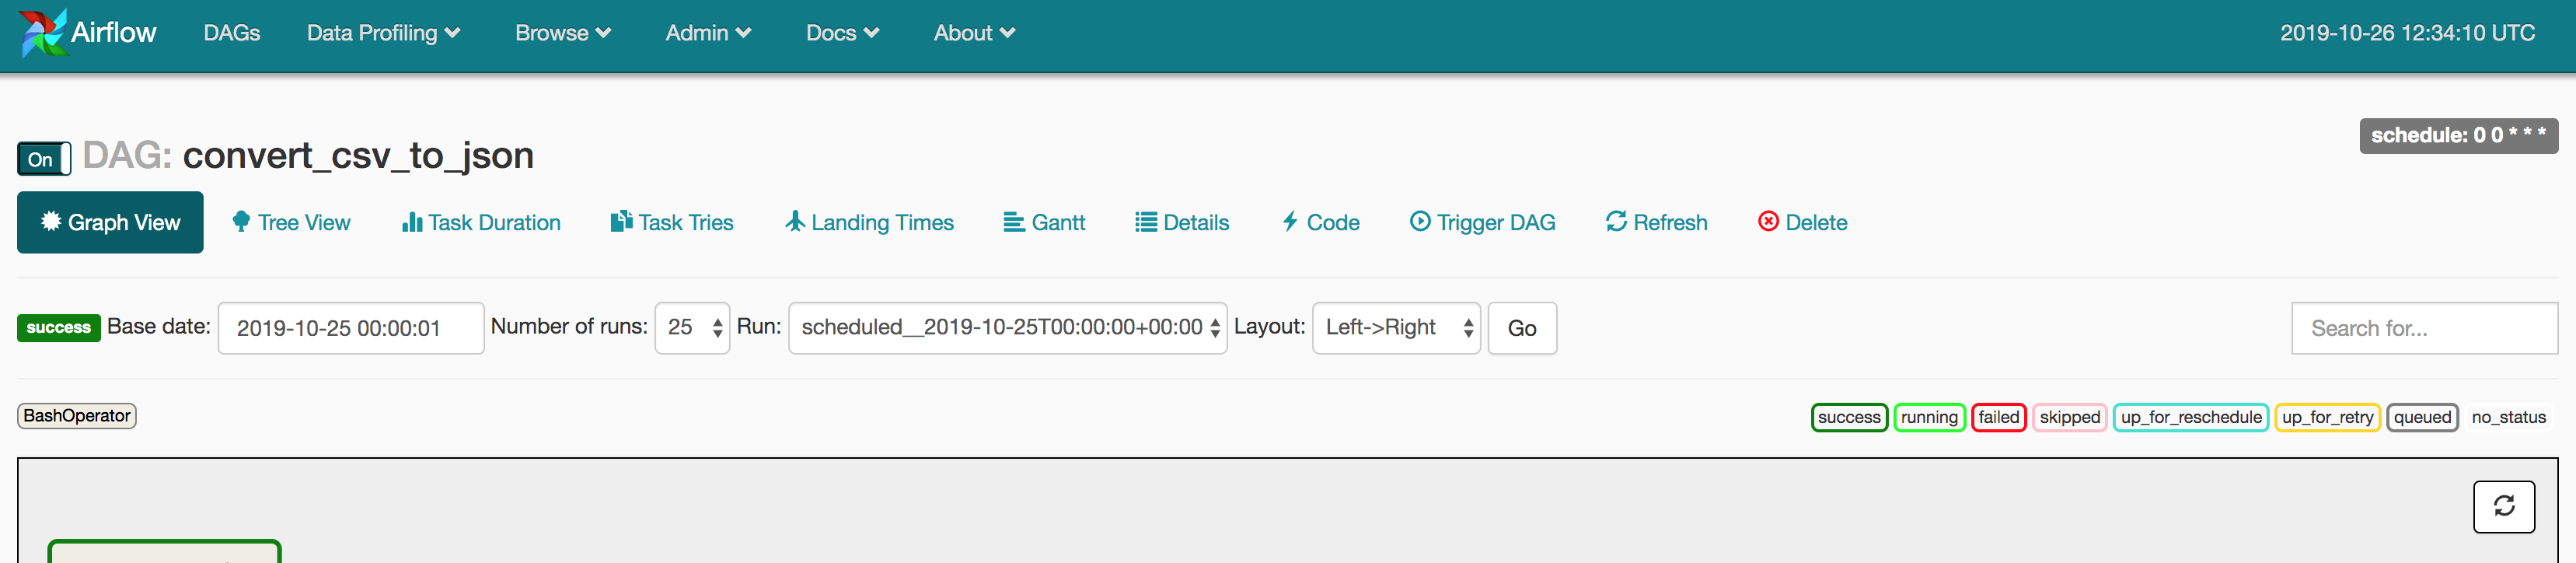 Airflow DAGs Data Profiling Browse Admin Docs About 2019-10-26 12:34:10 UTC
schedule: 0 0 * * *
On DAG: convert_csv_to_json
Graph View Tree View Task Duration Task Tries Landing Times Gantt Details Code Trigger DAG Refresh Delete
success Base date: 2019-10-25 00:00:01 Number of runs: 25 Run: scheduled__2019-10-25T00:00:00+00:00 Layout: Left->Right Go Search for...
BashOperator success running failed skipped up_for_reschedule up_for_retry queued no_status